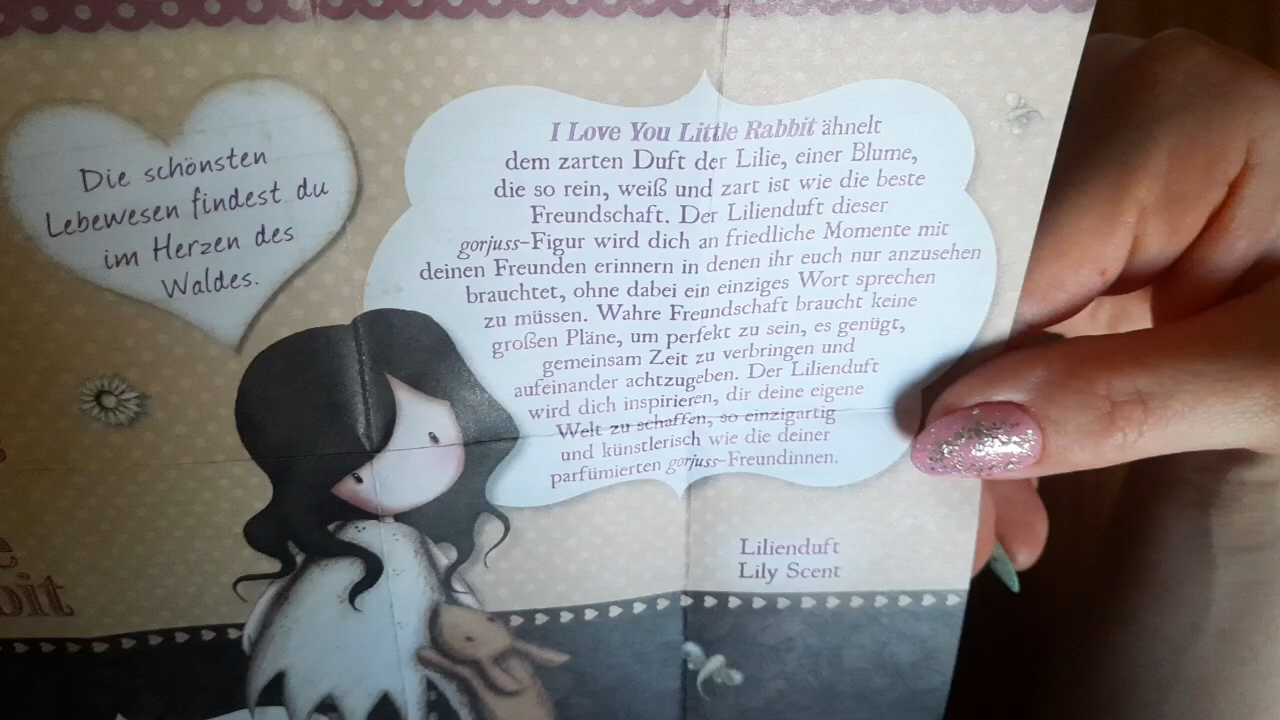 Die schönsten
Lebewesen findest du
im Herzen des
Waldes.
I Love You Little Rabbit ähnelt
dem zarten Duft der Lilie, einer Blume,
die so rein, weiß und zart ist wie die beste
Freundschaft. Der Lilienduft dieser
gorjuss-Figur wird dich an friedliche Momente mit
deinen Freunden erinnern in denen ihr euch nur anzusehen
brauchtet, ohne dabei ein einziges Wort sprechen
zu müssen. Wahre Freundschaft braucht keine
großen Pläne, um perfekt zu sein, es genügt,
gemeinsam Zeit zu verbringen und
aufeinander achtzugeben. Der Lilienduft
wird dich inspirieren, dir deine eigene
Welt zu schaffen, so einzigartig
und künstlerisch wie die deiner
parfümierten gorjuss-Freundinnen.
Lilienduft
Lily Scent